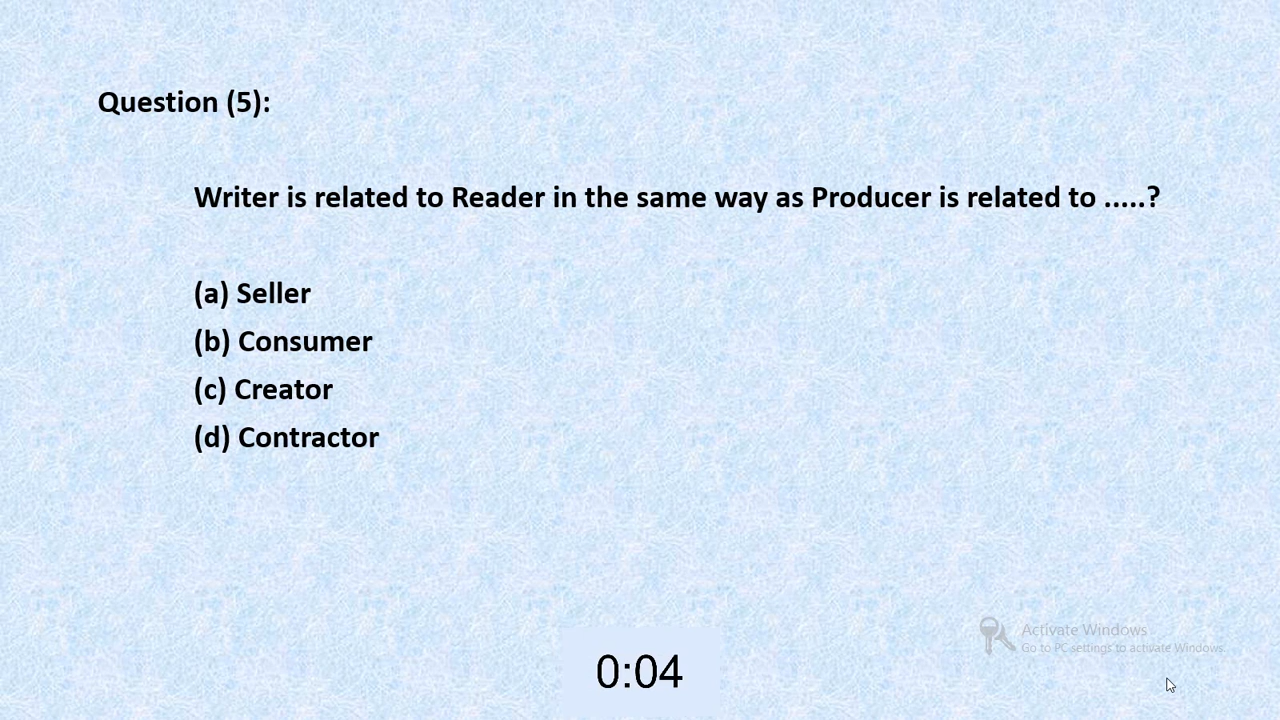 Question (5):
Writer is related to Reader in the same way as Producer is related to .....?
(a) Seller
(b) Consumer
(c) Creator
(d) Contractor
Activate Windows
Go to PC settings to activate Windows.
0:04